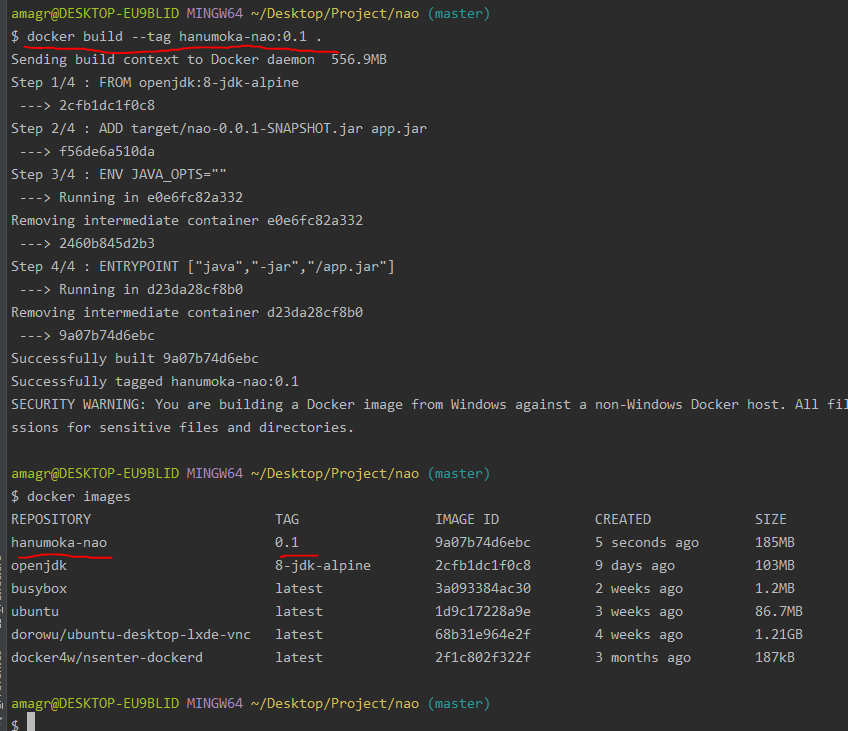 amagr@DESKTOP-EU9BLID MINGW64 ~/Desktop/Project/nao (master)
$ docker build --tag hanumoka-nao:0.1 .
Sending build context to Docker daemon  556.9MB
Step 1/4 : FROM openjdk:8-jdk-alpine
 ---> 2cfb1dc1f0c8
Step 2/4 : ADD target/nao-0.0.1-SNAPSHOT.jar app.jar
 ---> f56de6a510da
Step 3/4 : ENV JAVA_OPTS=""
 ---> Running in e0e6fc82a332
Removing intermediate container e0e6fc82a332
 ---> 2460b845d2b3
Step 4/4 : ENTRYPOINT ["java","-jar","/app.jar"]
 ---> Running in d23da28cf8b0
Removing intermediate container d23da28cf8b0
 ---> 9a07b74d6ebc
Successfully built 9a07b74d6ebc
Successfully tagged hanumoka-nao:0.1
SECURITY WARNING: You are building a Docker image from Windows against a non-Windows Docker host. All fil
ssions for sensitive files and directories.
amagr@DESKTOP-EU9BLID MINGW64 ~/Desktop/Project/nao (master)
$ docker images
REPOSITORY TAG IMAGE ID CREATED SIZE
hanumoka-nao 0.1 9a07b74d6ebc 5 seconds ago 185MB
openjdk 8-jdk-alpine 2cfb1dc1f0c8 9 days ago 103MB
busybox latest 3a093384ac30 2 weeks ago 1.2MB
ubuntu latest 1d9c17228a9e 3 weeks ago 86.7MB
dorowu/ubuntu-desktop-lxde-vnc latest 68b31e964e2f 4 weeks ago 1.21GB
docker4w/nsenter-dockerd latest 2f1c802f322f 3 months ago 187kB
amagr@DESKTOP-EU9BLID MINGW64 ~/Desktop/Project/nao (master)
$